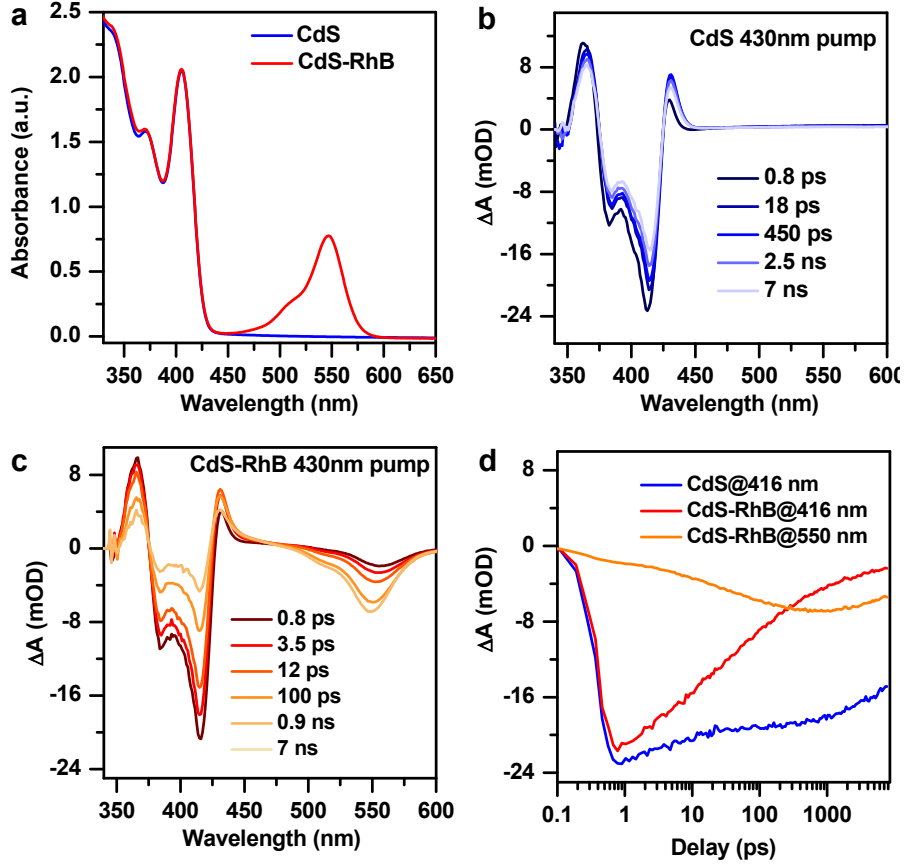 a
2.5
2.0
1.5
1.0
0.5
0.0
Absorbance (a.u.)
CdS
CdS-RhB
350 400 450 500 550 600 650
Wavelength (nm)
b
CdS 430nm pump
8
0
-8
-16
-24
ΔA (mOD)
0.8 ps
18 ps
450 ps
2.5 ns
7 ns
350 400 450 500 550 600
Wavelength (nm)
c
CdS-RhB 430nm pump
8
0
-8
-16
-24
ΔA (mOD)
0.8 ps
3.5 ps
12 ps
100 ps
0.9 ns
7 ns
350 400 450 500 550 600
Wavelength (nm)
d
CdS@416 nm
CdS-RhB@416 nm
CdS-RhB@550 nm
8
0
-8
-16
-24
ΔA (mOD)
0.1 1 10 100 1000
Delay (ps)